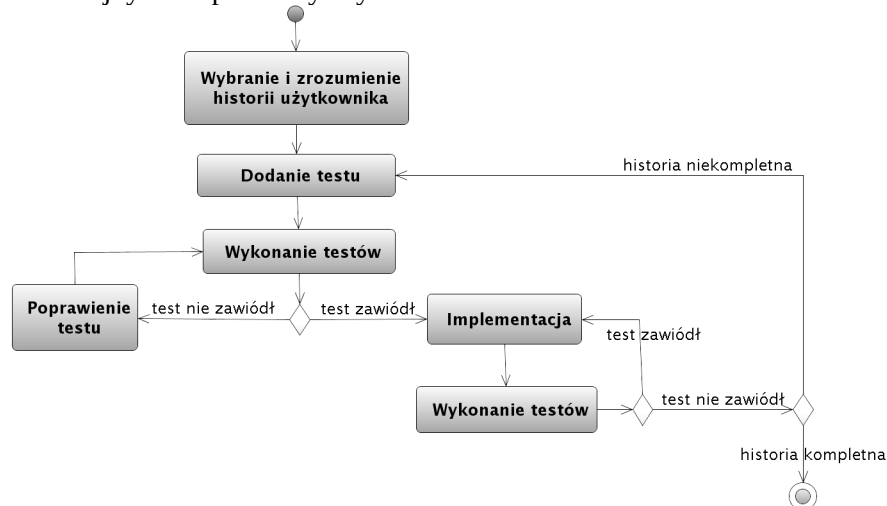 Wybranie i zrozumienie
historii użytkownika
historia niekompletna
Dodanie testu
Wykonanie testów
Poprawienie
testu
test nie zawiódł
test zawiódł
Implementacja
test zawiódł
Wykonanie testów
test nie zawiódł
historia kompletna